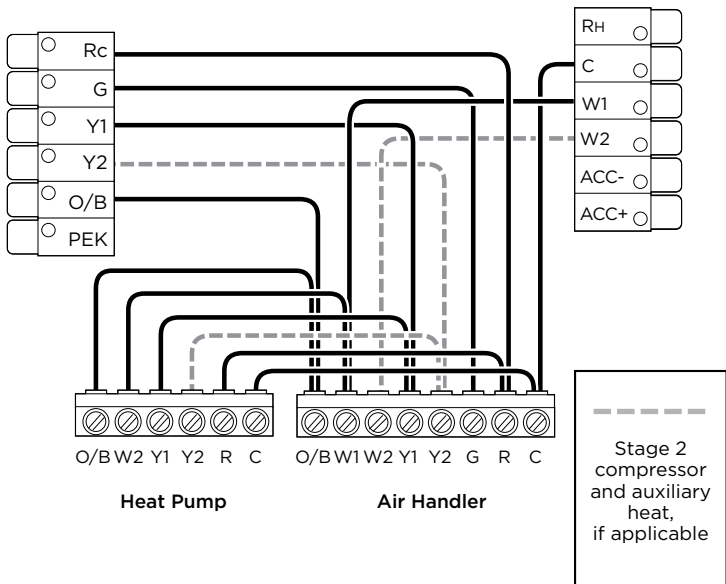 Rc
G
Y1
Y2
O/B
PEK
RH
C
W1
W2
ACC-
ACC+
O/B W2 Y1 Y2 R C
Heat Pump
O/B W1 W2 Y1 Y2 G R C
Air Handler
Stage 2
compressor
and auxiliary
heat,
if applicable